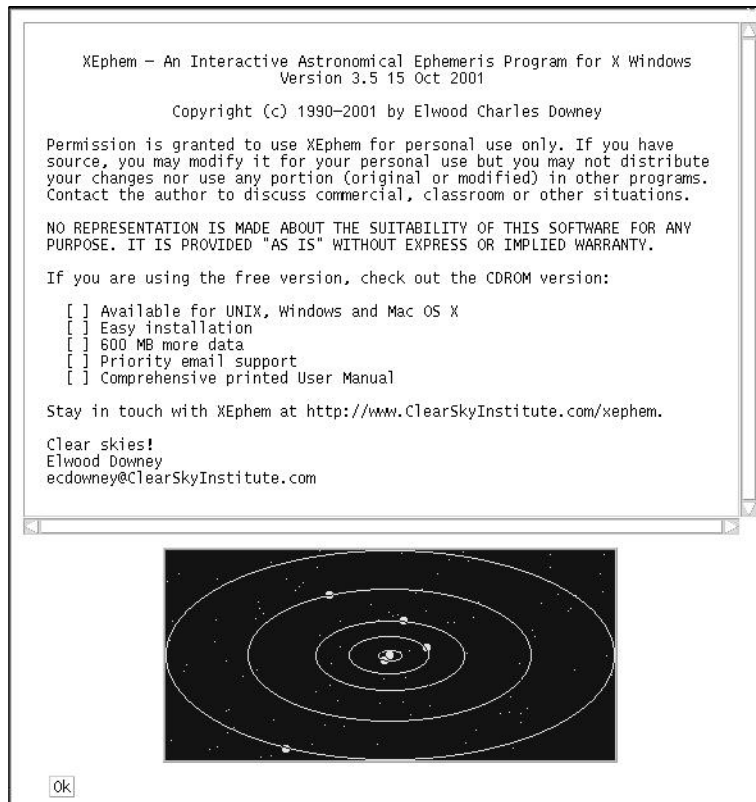 XEphem – An Interactive Astronomical Ephemeris Program for X Windows
Version 3.5 15 Oct 2001
Copyright (c) 1990–2001 by Elwood Charles Downey
Permission is granted to use XEphem for personal use only. If you have
source, you may modify it for your personal use but you may not distribute
your changes nor use any portion (original or modified) in other programs.
Contact the author to discuss commercial, classroom or other situations.
NO REPRESENTATION IS MADE ABOUT THE SUITABILITY OF THIS SOFTWARE FOR ANY
PURPOSE. IT IS PROVIDED "AS IS" WITHOUT EXPRESS OR IMPLIED WARRANTY.
If you are using the free version, check out the CDROM version:
[ ] Available for UNIX, Windows and Mac OS X
[ ] Easy installation
[ ] 600 MB more data
[ ] Priority email support
[ ] Comprehensive printed User Manual
Stay in touch with XEphem at http://www.ClearSkyInstitute.com/xephem.
Clear skies!
Elwood Downey
ecdowney@ClearSkyInstitute.com
Ok